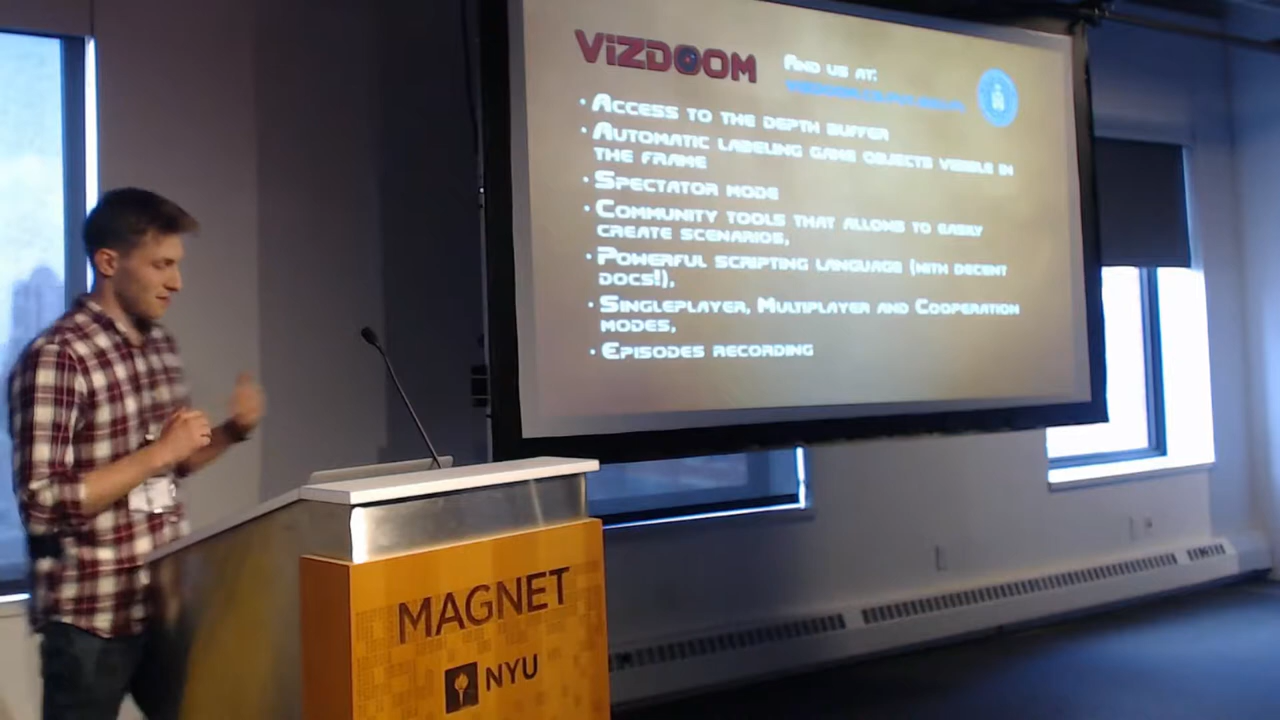 ViZDOOM
Find us at:
• Access to the depth buffer
• Automatic labeling game objects visible in
the frame
• Spectator mode
• Community tools that allows to easily
create scenarios,
• Powerful scripting language (with decent
docs!),
• Singleplayer, Multiplayer and Cooperation
modes,
• Episodes recording
MAGNET
NYU